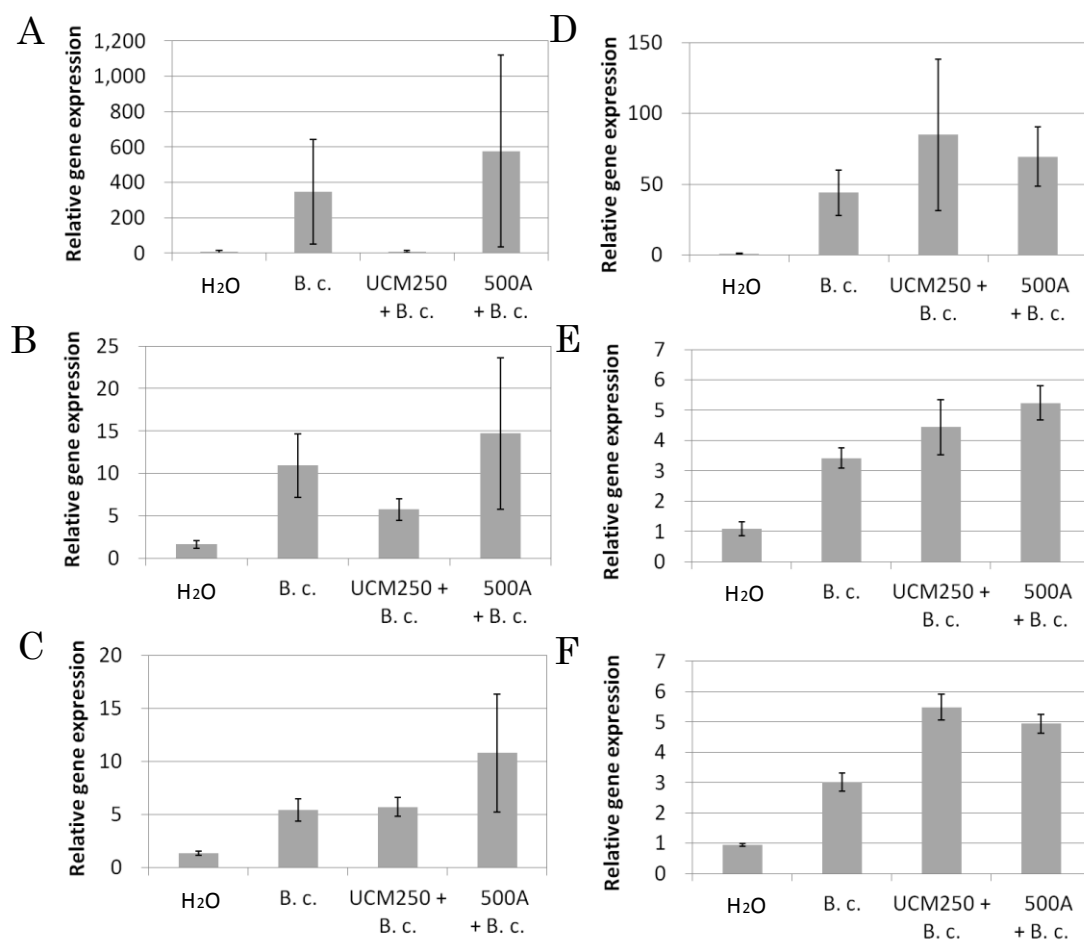 A
Relative gene expression
1,200
1,000
800
600
400
200
0
H2O
B. c.
UCM250
+ B. c.
500A
+ B. c.
D
Relative gene expression
150
100
50
0
H2O
B. c.
UCM250 +
B. c.
500A
+ B. c.
B
Relative gene expression
25
20
15
10
5
0
H2O
B. c.
UCM250 +
B. c.
500A
+ B. c.
E
Relative gene expression
7
6
5
4
3
2
1
0
H2O
B. c.
UCM250 +
B. c.
500A
+ B. c.
C
Relative gene expression
20
15
10
5
0
H2O
B. c.
UCM250 +
B. c.
500A
+ B. c.
F
Relative gene expression
7
6
5
4
3
2
1
0
H2O
B. c.
UCM250 +
B. c.
500A
+ B. c.